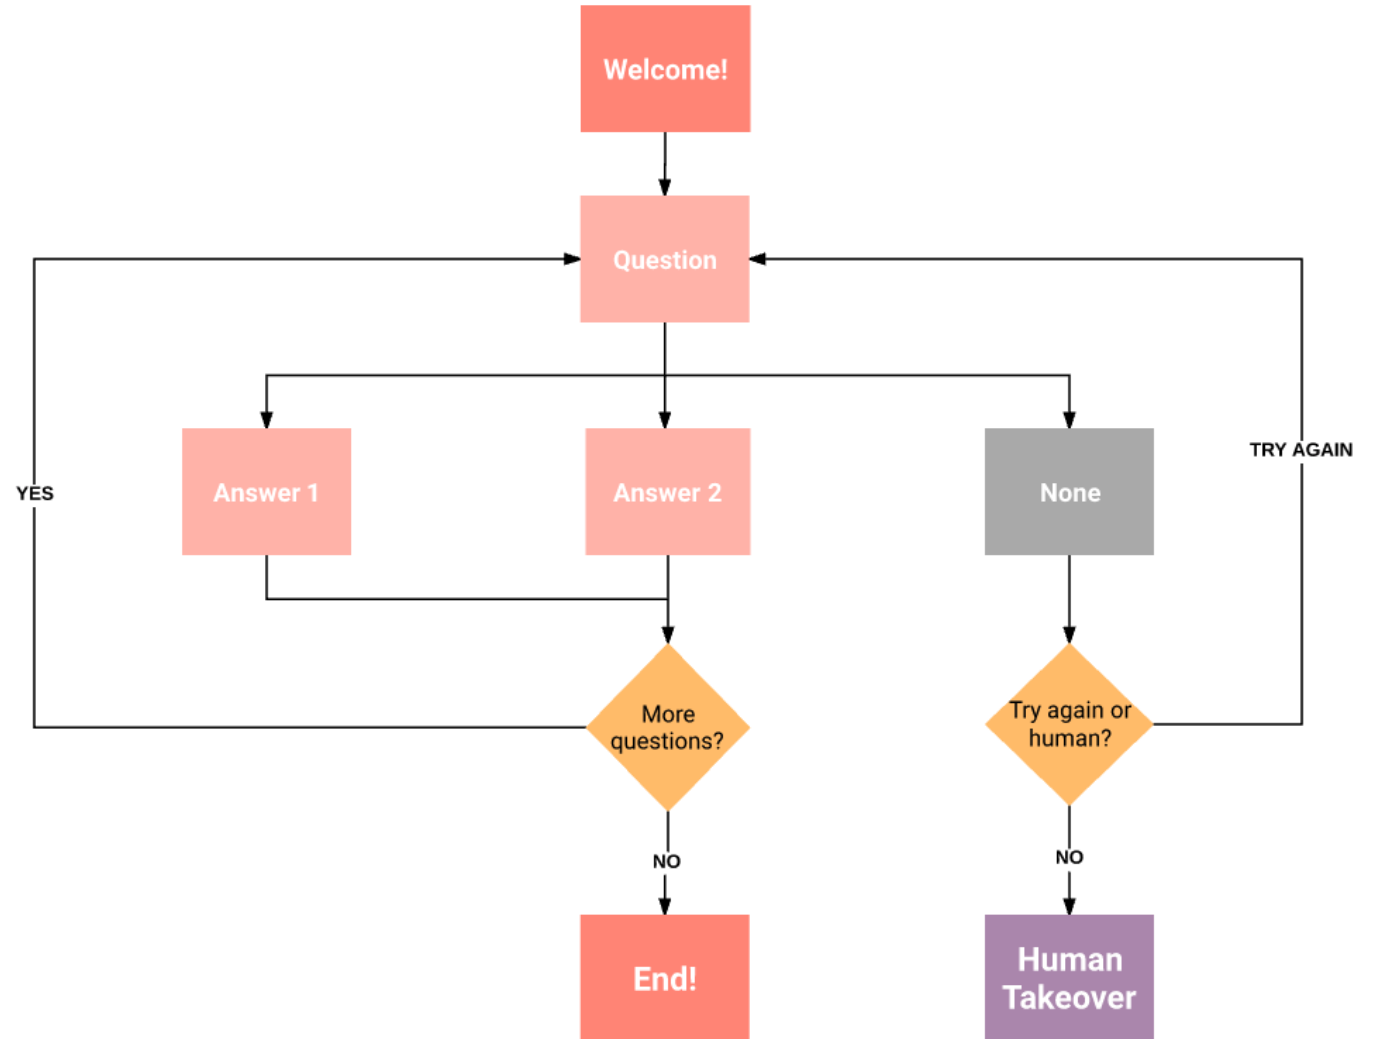 Welcome!
Question
TRY AGAIN
YES
Answer 1
Answer 2
None
More
questions?
Try again or
human?
NO
NO
End!
Human
Takeover